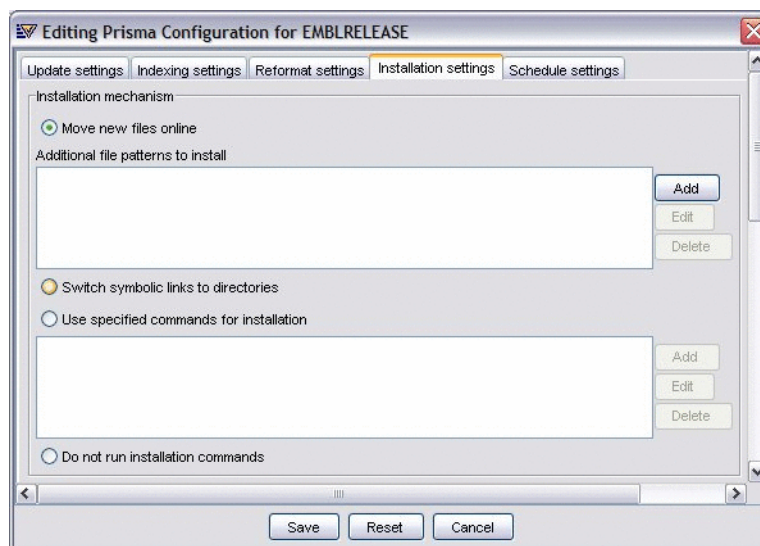 Editing Prisma Configuration for EMBLRELEASE
Update settings Indexing settings Reformat settings Installation settings Schedule settings
Installation mechanism
Move new files online
Additional file patterns to install
Add
Edit
Delete
Switch symbolic links to directories
Use specified commands for installation
Add
Edit
Delete
Do not run installation commands
Save Reset Cancel